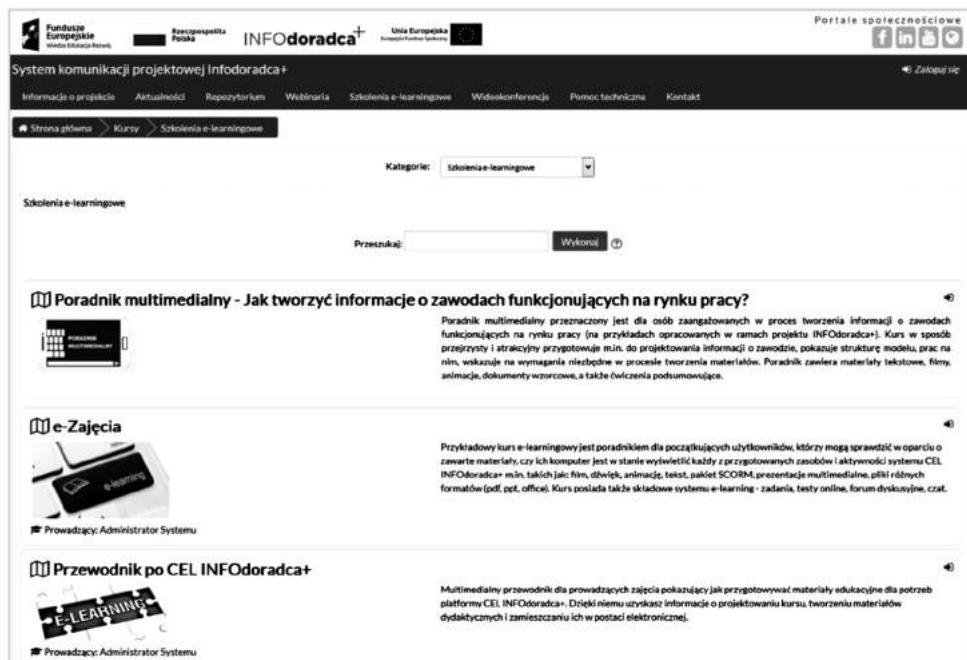 Fundusze
Europejskie
Wiedza Edukacja Rozwój
Rzeczpospolita
Polska
INFOdoradca+
Unia Europejska
Europejski Fundusz Społeczny
Portale społecznościowe
System komunikacji projektowej Infodoradca+
Zaloguj się
Informacje o projekcie Aktualności Repozytorium Webinaria Szkolenia e-learningowe Wideokonferencje Pomoc techniczna Kontakt
Strona główna Kursy Szkolenia e-learningowe
Kategorie: Szkolenia e-learningowe
Szkolenia e-learningowe
Przeszukaj: Wykonaj
Poradnik multimedialny - Jak tworzyć informacje o zawodach funkcjonujących na rynku pracy?
PORADNIK
MULTIMEDIALNY
Poradnik multimedialny przeznaczony jest dla osób zaangażowanych w proces tworzenia informacji o zawodach
funkcjonujących na rynku pracy (na przykładach opracowanych w ramach projektu INFOdoradca+). Kurs w sposób
przejrzysty i atrakcyjny przygotowuje m.in. do projektowania informacji o zawodzie, pokazuje strukturę modelu, prac na
nim, wskazuje na wymagania niezbędne w procesie tworzenia materiałów. Poradnik zawiera materiały tekstowe, filmy,
animacje, dokumenty wzorcowe, a także ćwiczenia podsumowujące.
e-Zajęcia
e-learning
Przykładowy kurs e-learningowy jest poradnikiem dla początkujących użytkowników, którzy mogą sprawdzić w oparciu o
zawarte materiały, czy ich komputer jest w stanie wyświetlić każdy z przygotowanych zasobów i aktywności systemu CEL
INFOdoradca+ m.in. takich jak: film, dźwięk, animację, tekst, pakiet SCORM, prezentacje multimedialne, pliki różnych
formatów (pdf, ppt, office). Kurs posiada także składowe systemu e-learning - zadania, testy online, forum dyskusyjne, czat.
Prowadzący: Administrator Systemu
Przewodnik po CEL INFOdoradca+
E-LEARNING
Multimedialny przewodnik dla prowadzących zajęcia pokazujący jak przygotowywać materiały edukacyjne dla potrzeb
platformy CEL INFOdoradca+. Dzięki niemu uzyskasz informacje o projektowaniu kursu, tworzeniu materiałów
dydaktycznych i zamieszczaniu ich w postaci elektronicznej.
Prowadzący: Administrator Systemu